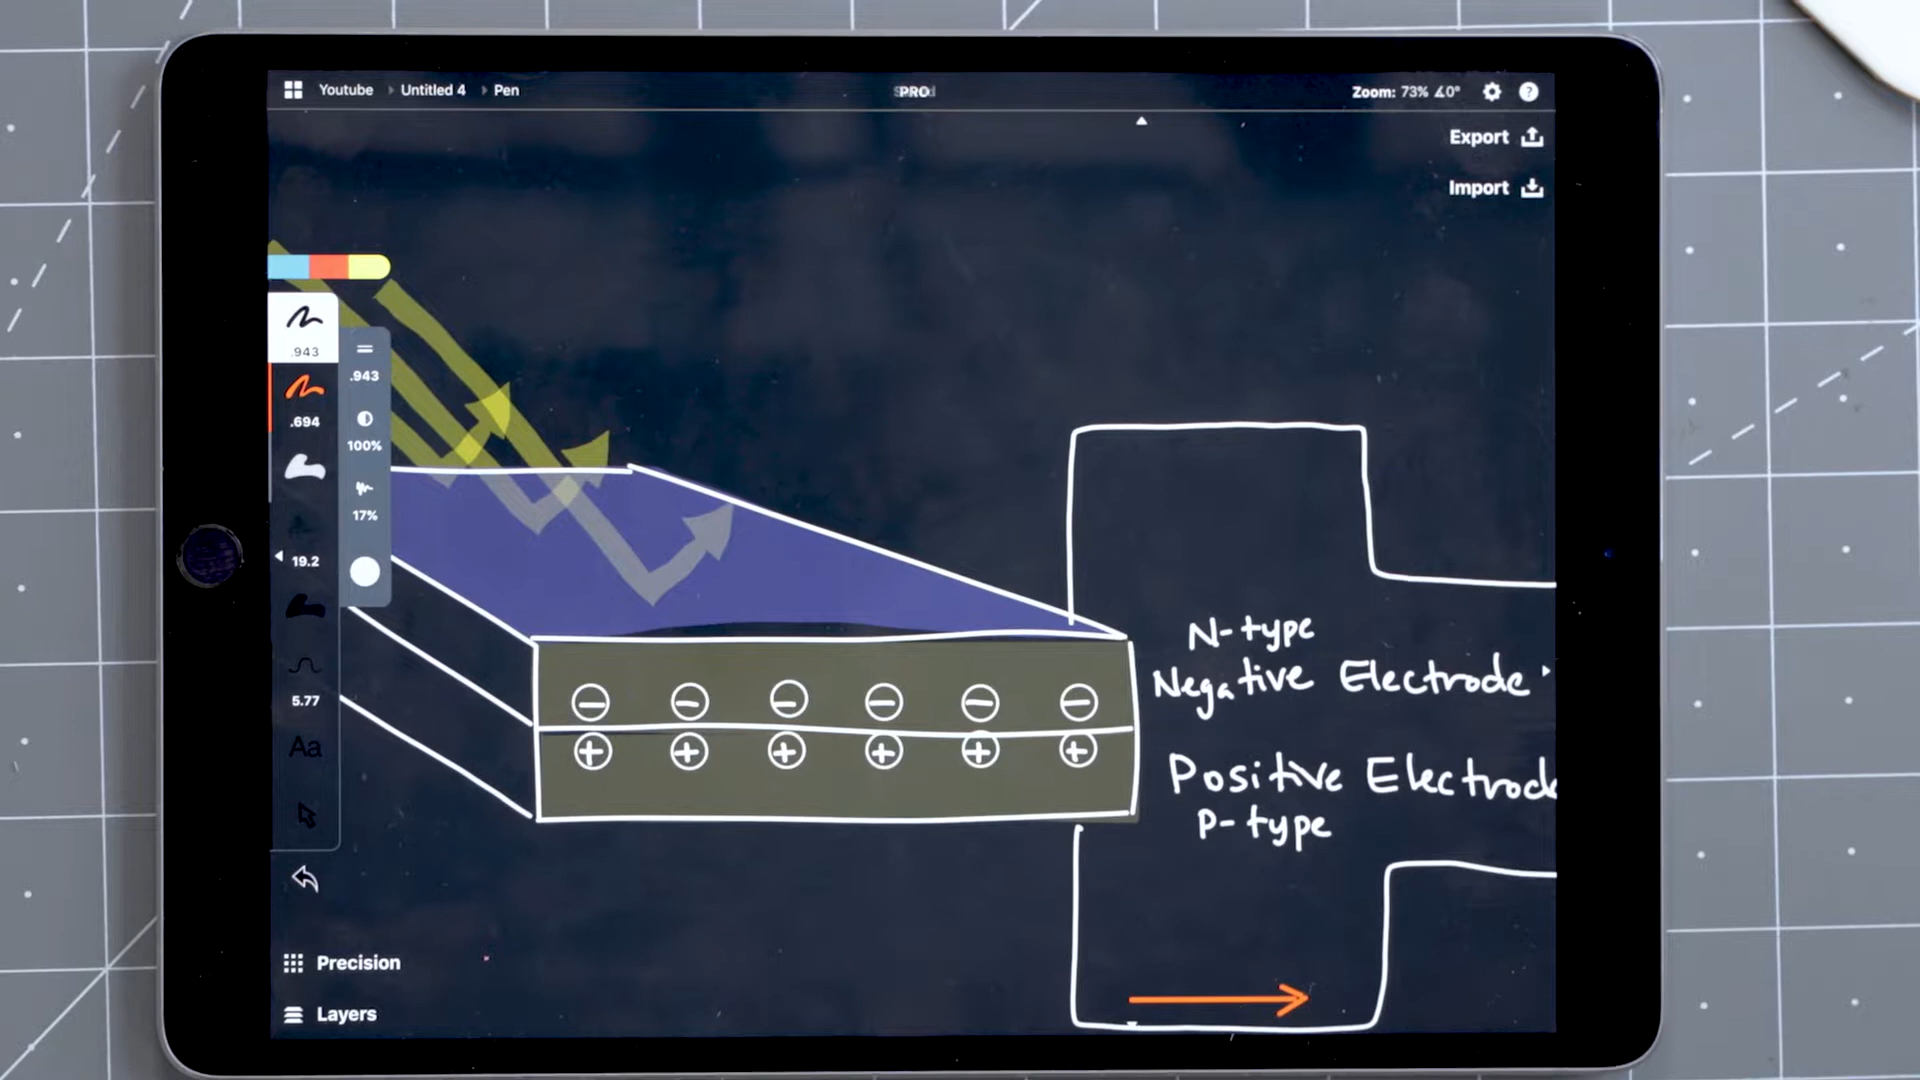 Youtube Untitled 4 Pen
PRO
Zoom: 73% ∡0°
Export
Import
.943
.943
.694
100%
17%
19.2
5.77
Aa
N-type
Negative Electrode
Positive Electrode
P-type
Precision
Layers